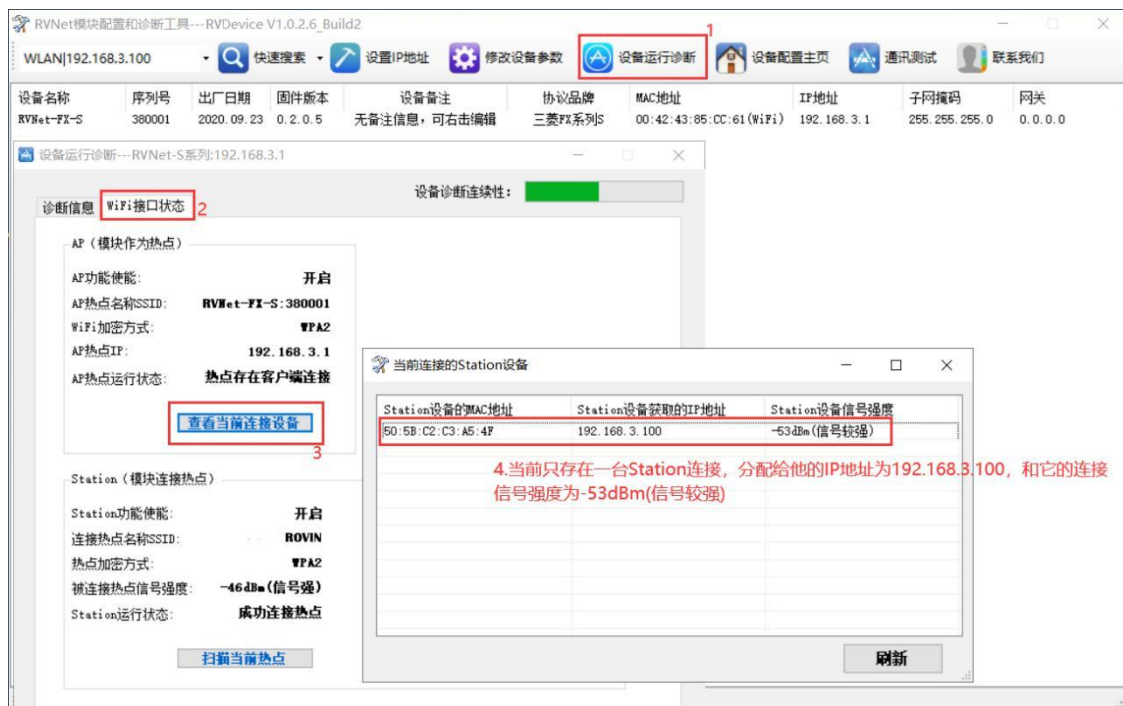 RVNet模块配置和诊断工具---RVDevice V1.0.2.6_Build2
1
WLAN|192.168.3.100 快速搜索 设置IP地址 修改设备参数 设备运行诊断 设备配置主页 通讯测试 联系我们
设备名称 序列号 出厂日期 固件版本 设备备注 协议品牌 MAC地址 IP地址 子网掩码 网关
RVNet-FX-S 380001 2020.09.23 0.2.0.5 无备注信息，可右击编辑 三菱FX系列S 00:42:43:85:CC:61(WiFi) 192.168.3.1 255.255.255.0 0.0.0.0
设备运行诊断---RVNet-S系列:192.168.3.1
设备诊断连续性：
诊断信息 WiFi接口状态 2
AP（模块作为热点）
AP功能使能: 开启
AP热点名称SSID: RVNet-FX-S:380001
WiFi加密方式: WPA2
AP热点IP: 192.168.3.1
AP热点运行状态: 热点存在客户端连接
查看当前连接设备
3
Station（模块连接热点）
Station功能使能: 开启
连接热点名称SSID: ROVIN
热点加密方式: WPA2
被连接热点信号强度: -46dBm(信号强)
Station运行状态: 成功连接热点
扫描当前热点
当前连接的Station设备
Station设备的MAC地址 Station设备获取的IP地址 Station设备信号强度
50:5B:C2:C3:A5:4F 192.168.3.100 -53dBm(信号较强)
4.当前只存在一台Station连接，分配给他的IP地址为192.168.3.100，和它的连接
信号强度为-53dBm(信号较强)
刷新